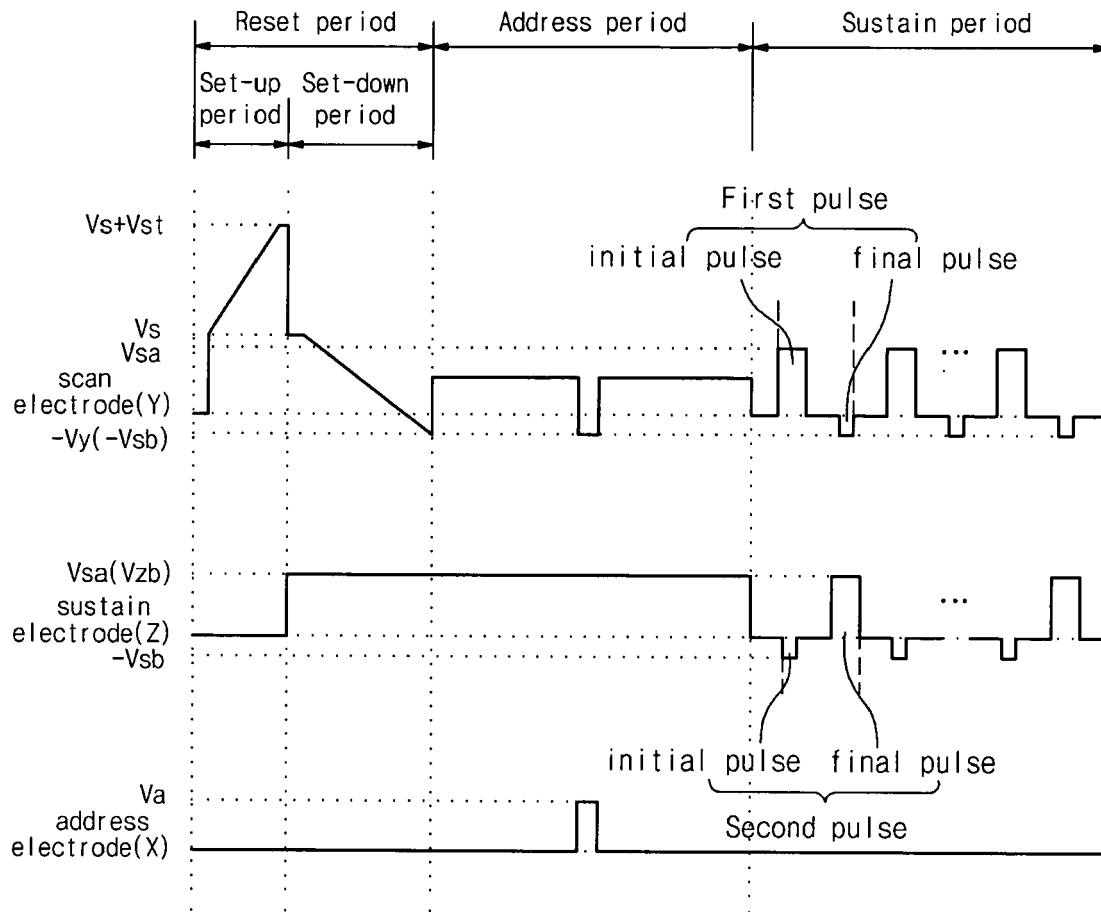 Reset period
Address period
Sustain period
Set-up
period
Set-down
period
First pulse
initial pulse
final pulse
Vs+Vst
Vs
Vsa
scan
electrode(Y)
-Vy(-Vsb)
...
Vsa(Vzb)
sustain
electrode(Z)
-Vsb
...
initial pulse
final pulse
Second pulse
Va
address
electrode(X)